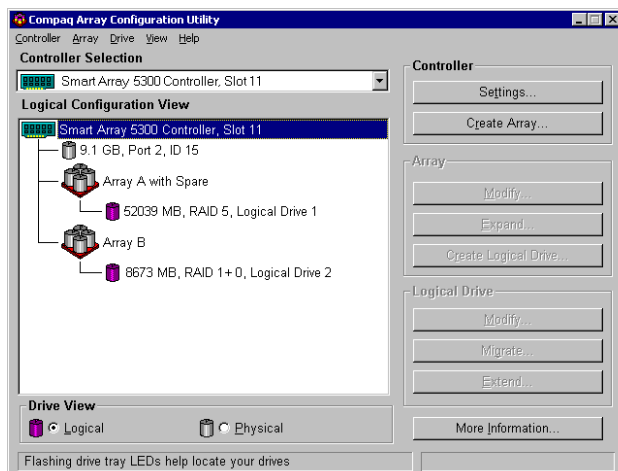 Compaq Array Configuration Utility
Controller Array Drive View Help
Controller Selection
Smart Array 5300 Controller, Slot 11
Logical Configuration View
Smart Array 5300 Controller, Slot 11
9.1 GB, Port 2, ID 15
Array A with Spare
52039 MB, RAID 5, Logical Drive 1
Array B
8673 MB, RAID 1+0, Logical Drive 2
Drive View
Logical
Physical
Controller
Settings...
Create Array...
Array
Modify...
Expand...
Create Logical Drive...
Logical Drive
Modify...
Migrate...
Extend...
More Information...
Flashing drive tray LEDs help locate your drives